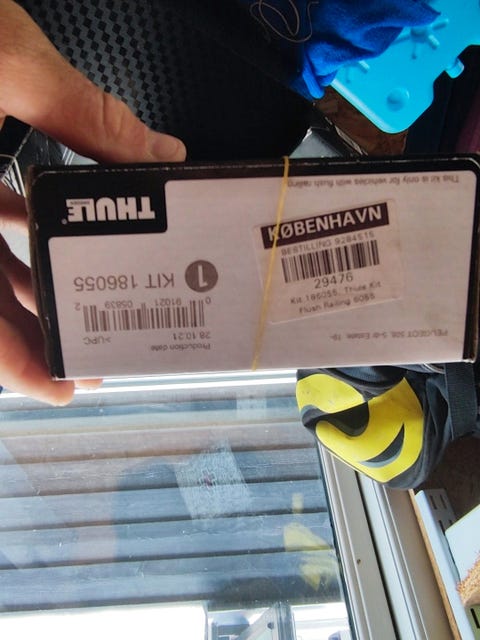 This kit is only for vehicles with flush railing.
THULE
SWEDEN
1 KIT 186055
0 91021 05839 2
>UPC
Production date
28.10.21
PEUGEOT 508, 5-dr Estate, 19-
KØBENHAVN
BESTILLING 9284515
29476
Kit 186055, Thule Kit
Flush Railing 6055